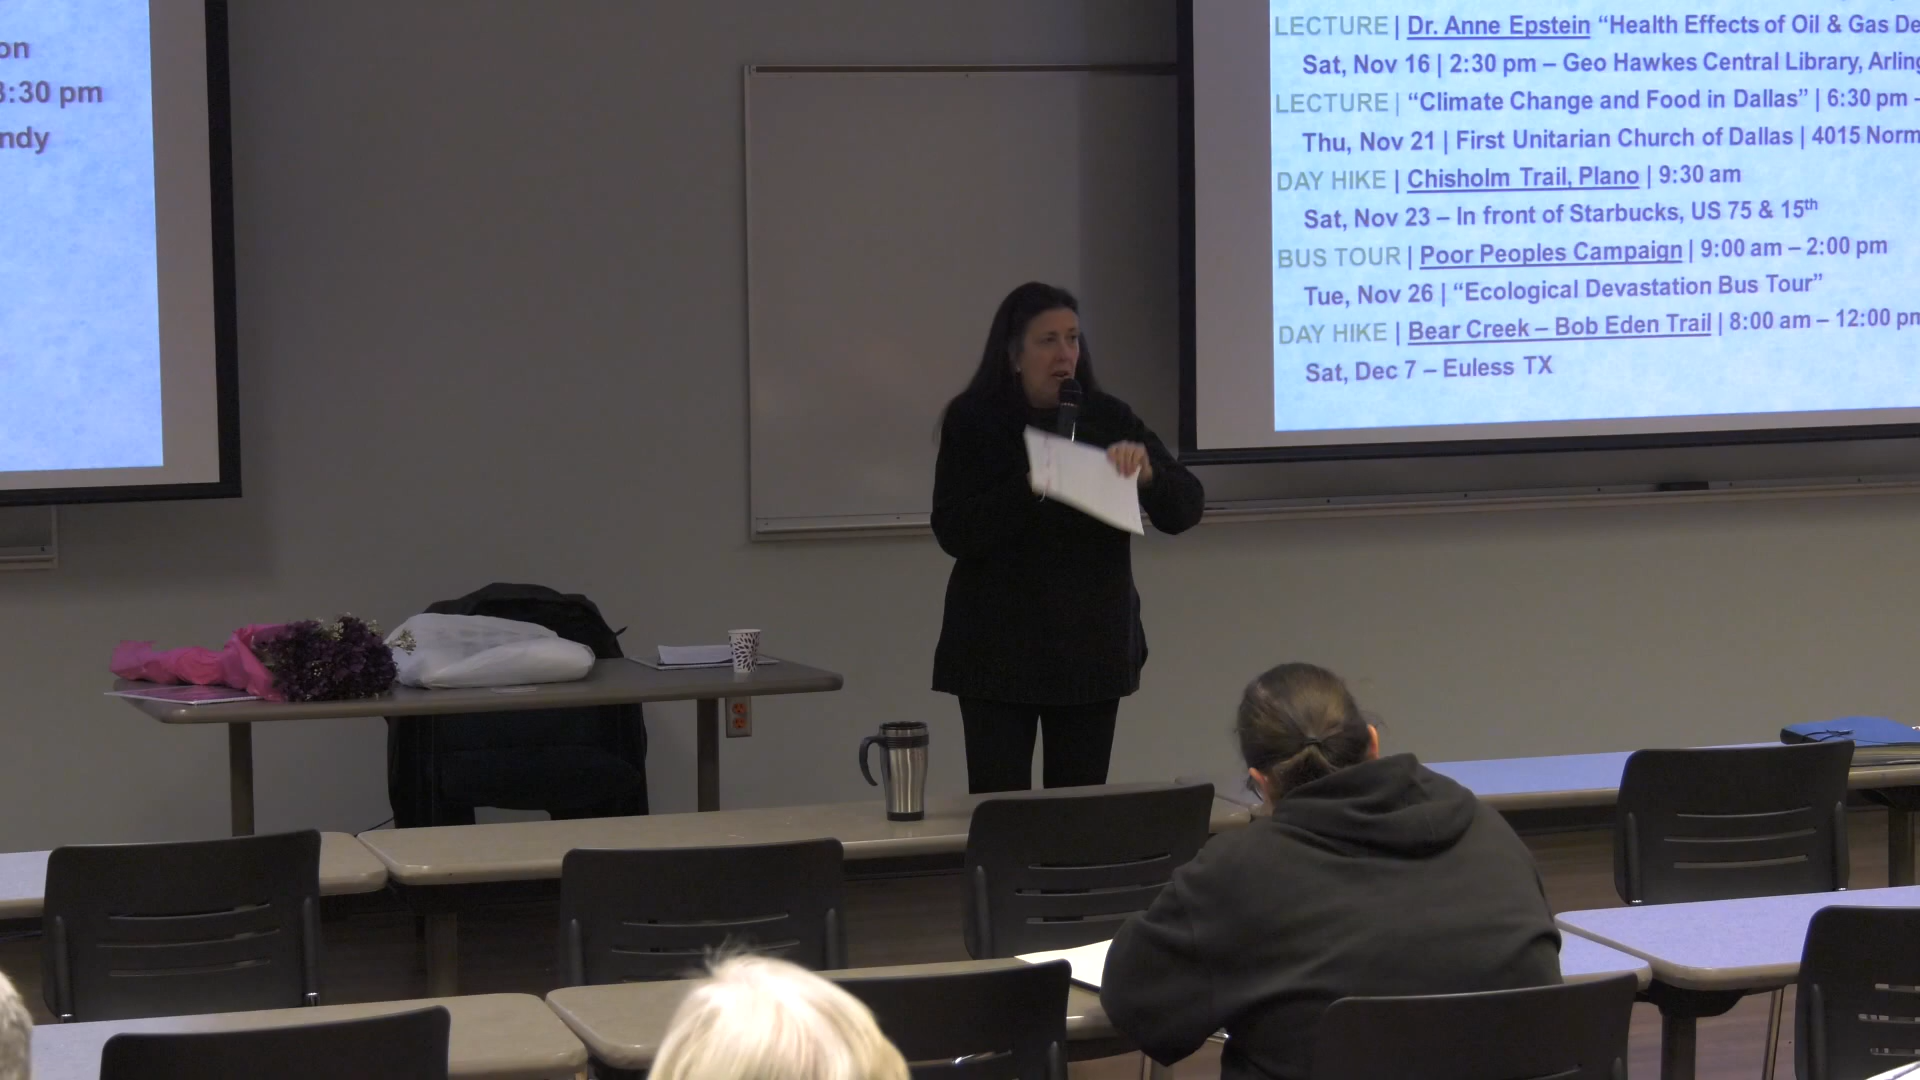 on
8:30 pm
ndy
LECTURE | Dr. Anne Epstein “Health Effects of Oil & Gas De
Sat, Nov 16 | 2:30 pm – Geo Hawkes Central Library, Arling
LECTURE | “Climate Change and Food in Dallas” | 6:30 pm -
Thu, Nov 21 | First Unitarian Church of Dallas | 4015 Norm
DAY HIKE | Chisholm Trail, Plano | 9:30 am
Sat, Nov 23 – In front of Starbucks, US 75 & 15th
BUS TOUR | Poor Peoples Campaign | 9:00 am – 2:00 pm
Tue, Nov 26 | “Ecological Devastation Bus Tour”
DAY HIKE | Bear Creek – Bob Eden Trail | 8:00 am – 12:00 pm
Sat, Dec 7 – Euless TX